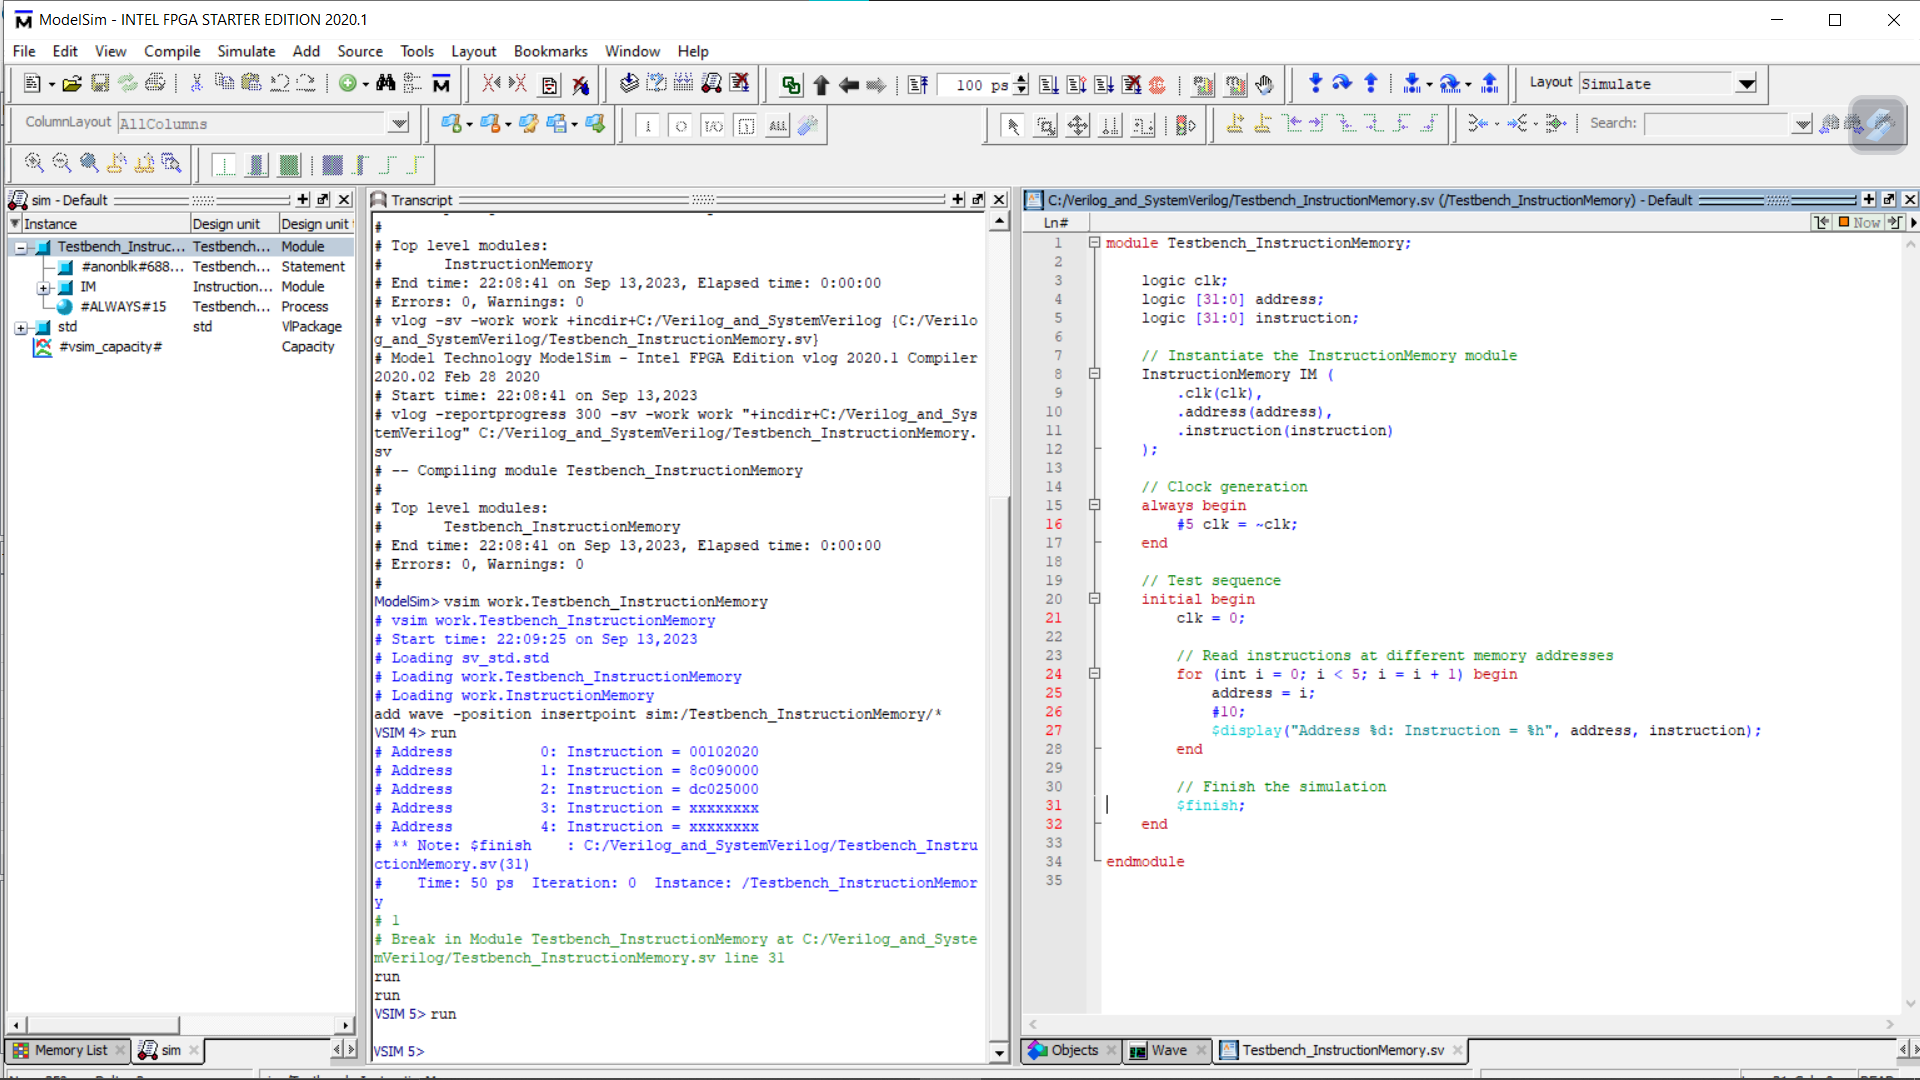 ModelSim - INTEL FPGA STARTER EDITION 2020.1
File Edit View Compile Simulate Add Source Tools Layout Bookmarks Window Help
100 ps
Layout Simulate
ColumnLayout AllColumns
ALL
Search:
sim - Default
Instance Design unit Design unit
Testbench_Instruc... Testbench... Module
#anonblk#688... Testbench... Statement
IM Instruction... Module
#ALWAYS#15 Testbench... Process
std std VlPackage
#vsim_capacity# Capacity
Memory List
sim
Transcript
#
# Top level modules:
# InstructionMemory
# End time: 22:08:41 on Sep 13,2023, Elapsed time: 0:00:00
# Errors: 0, Warnings: 0
# vlog -sv -work work +incdir+C:/Verilog_and_SystemVerilog {C:/Verilo
g_and_SystemVerilog/Testbench_InstructionMemory.sv}
# Model Technology ModelSim - Intel FPGA Edition vlog 2020.1 Compiler
2020.02 Feb 28 2020
# Start time: 22:08:41 on Sep 13,2023
# vlog -reportprogress 300 -sv -work work "+incdir+C:/Verilog_and_Sys
temVerilog" C:/Verilog_and_SystemVerilog/Testbench_InstructionMemory.
sv
# -- Compiling module Testbench_InstructionMemory
#
# Top level modules:
# Testbench_InstructionMemory
# End time: 22:08:41 on Sep 13,2023, Elapsed time: 0:00:00
# Errors: 0, Warnings: 0
#
ModelSim> vsim work.Testbench_InstructionMemory
# vsim work.Testbench_InstructionMemory
# Start time: 22:09:25 on Sep 13,2023
# Loading sv_std.std
# Loading work.Testbench_InstructionMemory
# Loading work.InstructionMemory
add wave -position insertpoint sim:/Testbench_InstructionMemory/*
VSIM 4> run
# Address 0: Instruction = 00102020
# Address 1: Instruction = 8c090000
# Address 2: Instruction = dc025000
# Address 3: Instruction = xxxxxxxx
# Address 4: Instruction = xxxxxxxx
# ** Note: $finish : C:/Verilog_and_SystemVerilog/Testbench_Instru
ctionMemory.sv(31)
# Time: 50 ps Iteration: 0 Instance: /Testbench_InstructionMemor
y
# 1
# Break in Module Testbench_InstructionMemory at C:/Verilog_and_Syste
mVerilog/Testbench_InstructionMemory.sv line 31
run
run
VSIM 5> run
VSIM 5>
C:/Verilog_and_SystemVerilog/Testbench_InstructionMemory.sv (/Testbench_InstructionMemory) - Default
Ln#
Now
1 module Testbench_InstructionMemory;
2
3 logic clk;
4 logic [31:0] address;
5 logic [31:0] instruction;
6
7 // Instantiate the InstructionMemory module
8 InstructionMemory IM (
9 .clk(clk),
10 .address(address),
11 .instruction(instruction)
12 );
13
14 // Clock generation
15 always begin
16 #5 clk = ~clk;
17 end
18
19 // Test sequence
20 initial begin
21 clk = 0;
22
23 // Read instructions at different memory addresses
24 for (int i = 0; i < 5; i = i + 1) begin
25 address = i;
26 #10;
27 $display("Address %d: Instruction = %h", address, instruction);
28 end
29
30 // Finish the simulation
31 $finish;
32 end
33
34 endmodule
35
Objects
Wave
Testbench_InstructionMemory.sv